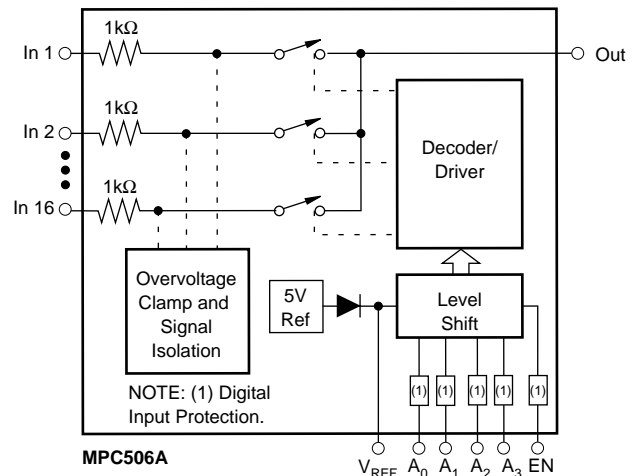 1kΩ
In 1
Out
1kΩ
In 2
Decoder/
Driver
1kΩ
In 16
Overvoltage
Clamp and
Signal
Isolation
5V
Ref
Level
Shift
NOTE: (1) Digital
Input Protection.
(1) (1) (1) (1) (1)
MPC506A
VREF A0 A1 A2 A3 EN